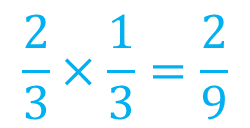 2/3 × 1/3 = 2/9